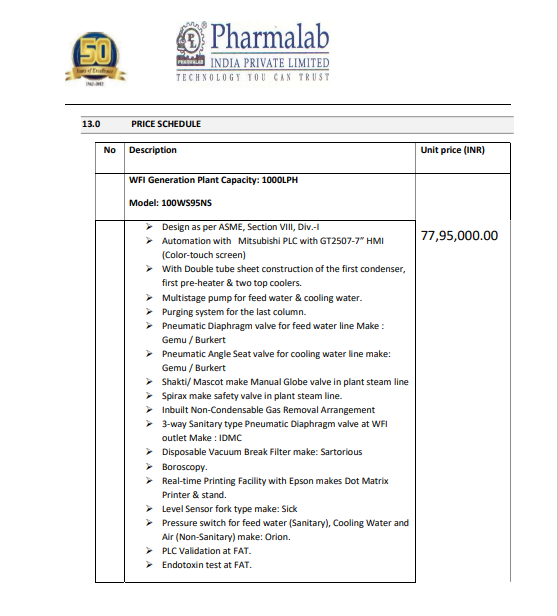 50
Years of Excellence
PL
PHARMALAB
Pharmalab
INDIA PRIVATE LIMITED
TECHNOLOGY YOU CAN TRUST
13.0 PRICE SCHEDULE
No Description Unit price (INR)
WFI Generation Plant Capacity: 1000LPH
Model: 100WS95NS
➢ Design as per ASME, Section VIII, Div.-I
77,95,000.00
➢ Automation with Mitsubishi PLC with GT2507-7” HMI
(Color-touch screen)
➢ With Double tube sheet construction of the first condenser,
first pre-heater & two top coolers.
➢ Multistage pump for feed water & cooling water.
➢ Purging system for the last column.
➢ Pneumatic Diaphragm valve for feed water line Make :
Gemu / Burkert
➢ Pneumatic Angle Seat valve for cooling water line make:
Gemu / Burkert
➢ Shakti/ Mascot make Manual Globe valve in plant steam line
➢ Spirax make safety valve in plant steam line.
➢ Inbuilt Non-Condensable Gas Removal Arrangement
➢ 3-way Sanitary type Pneumatic Diaphragm valve at WFI
outlet Make : IDMC
➢ Disposable Vacuum Break Filter make: Sartorious
➢ Boroscopy.
➢ Real-time Printing Facility with Epson makes Dot Matrix
Printer & stand.
➢ Level Sensor fork type make: Sick
➢ Pressure switch for feed water (Sanitary), Cooling Water and
Air (Non-Sanitary) make: Orion.
➢ PLC Validation at FAT.
➢ Endotoxin test at FAT.